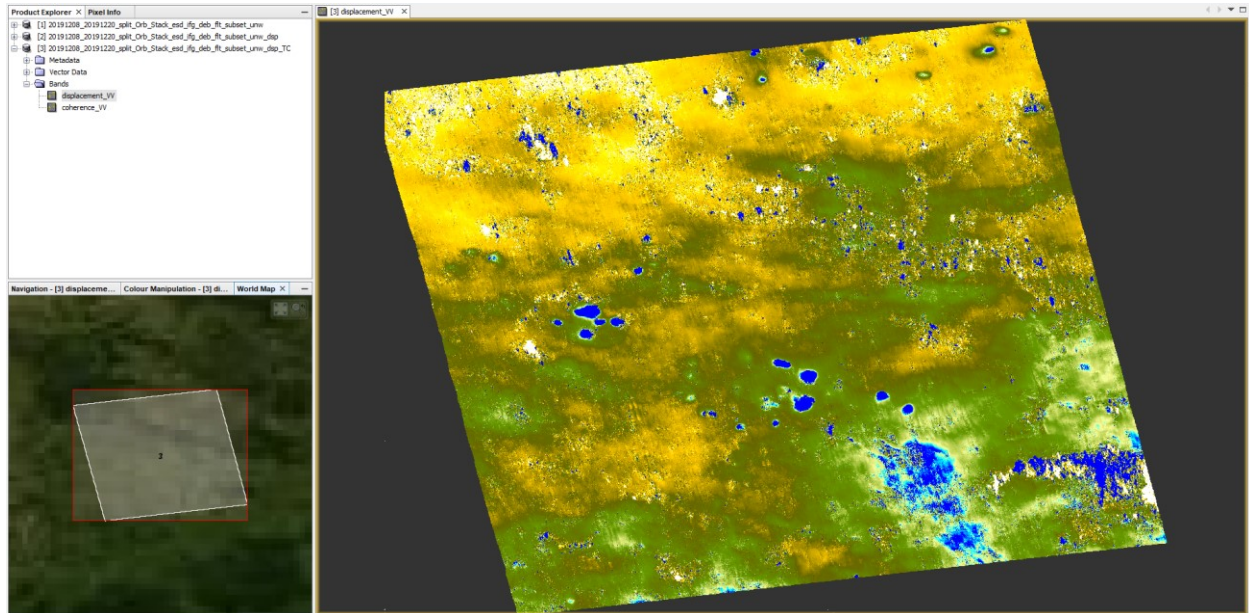 Product Explorer × Pixel Info
[1] 20191208_20191220_split_Orb_Stack_esd_ifg_deb_flt_subset_unw
[2] 20191208_20191220_split_Orb_Stack_esd_ifg_deb_flt_subset_unw_dsp
[3] 20191208_20191220_split_Orb_Stack_esd_ifg_deb_flt_subset_unw_dsp_TC
Metadata
Vector Data
Bands
displacement_VV
coherence_VV
Navigation - [3] displaceme... Colour Manipulation - [3] di... World Map ×
3
[3] displacement_VV ×